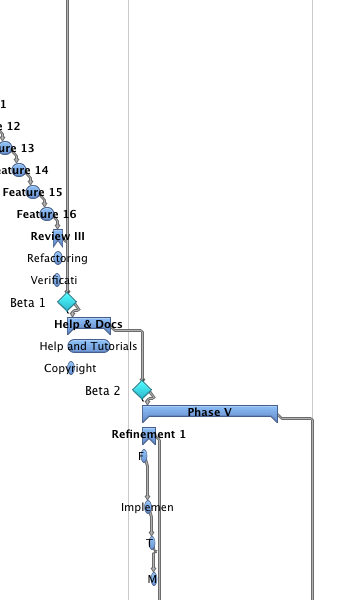 1
e 12
ure 13
ature 14
Feature 15
Feature 16
Review III
Refactoring
Verificati
Beta 1
Help & Docs
Help and Tutorials
Copyright
Beta 2
Phase V
Refinement 1
F
Implemen
T
M